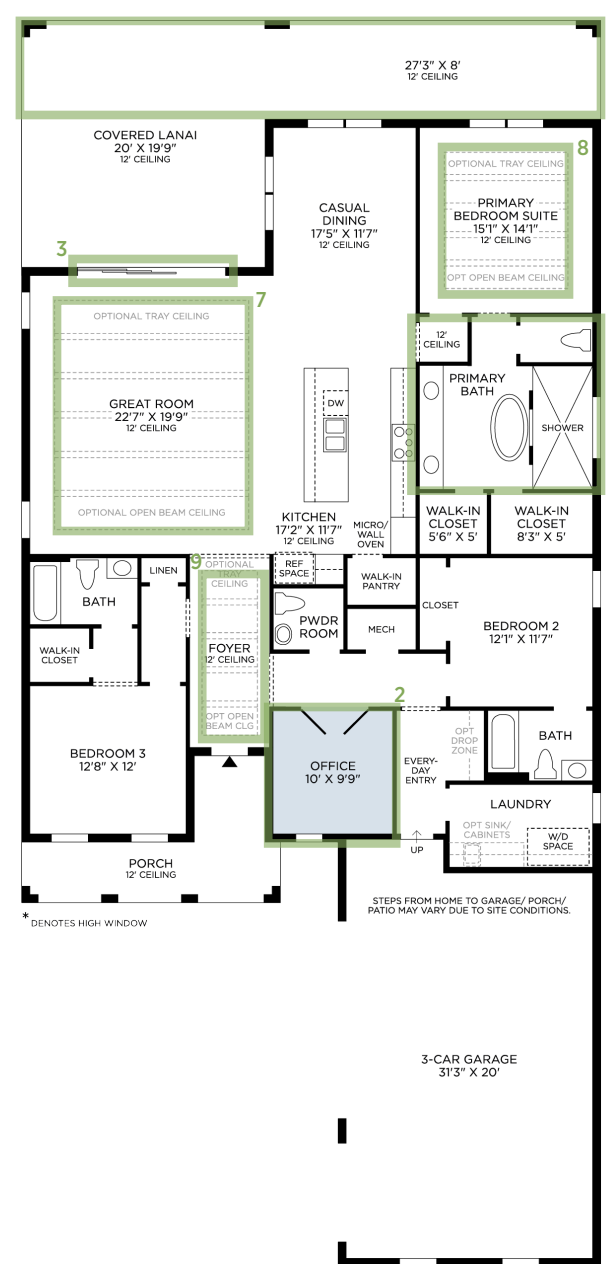 27'3" X 8'
12' CEILING
COVERED LANAI
20' X 19'9"
12' CEILING
8
OPTIONAL TRAY CEILING
PRIMARY
BEDROOM SUITE
15'1" X 14'1"
12' CEILING
OPT OPEN BEAM CEILING
CASUAL
DINING
17'5" X 11'7"
12' CEILING
3
7
OPTIONAL TRAY CEILING
GREAT ROOM
22'7" X 19'9"
12' CEILING
OPTIONAL OPEN BEAM CEILING
12'
CEILING
PRIMARY
BATH
SHOWER
DW
KITCHEN
17'2" X 11'7"
12' CEILING
MICRO/
WALL
OVEN
WALK-IN
CLOSET
5'6" X 5'
WALK-IN
CLOSET
8'3" X 5'
9
OPTIONAL
TRAY
CEILING
FOYER
12' CEILING
OPT OPEN
BEAM CLG
REF
SPACE
WALK-IN
PANTRY
LINEN
BATH
WALK-IN
CLOSET
PWDR
ROOM
MECH
CLOSET
BEDROOM 2
12'1" X 11'7"
BEDROOM 3
12'8" X 12'
2
OFFICE
10' X 9'9"
OPT
DROP
ZONE
EVERY-
DAY
ENTRY
BATH
LAUNDRY
OPT SINK/
CABINETS
W/D
SPACE
UP
PORCH
12' CEILING
* DENOTES HIGH WINDOW
STEPS FROM HOME TO GARAGE/ PORCH/
PATIO MAY VARY DUE TO SITE CONDITIONS.
3-CAR GARAGE
31'3" X 20'